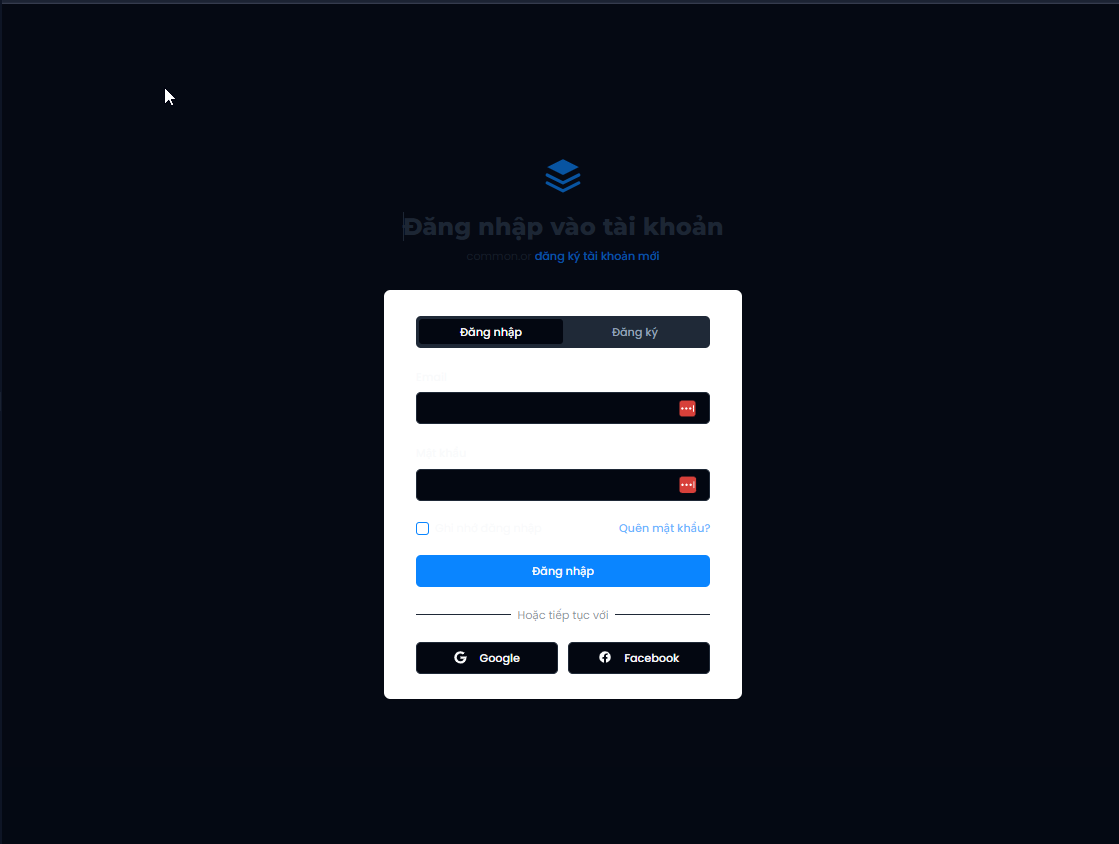 Đăng nhập vào tài khoản
common.or đăng ký tài khoản mới
Đăng nhập Đăng ký
Email
Mật khẩu
Ghi nhớ đăng nhập Quên mật khẩu?
Đăng nhập
Hoặc tiếp tục với
Google Facebook